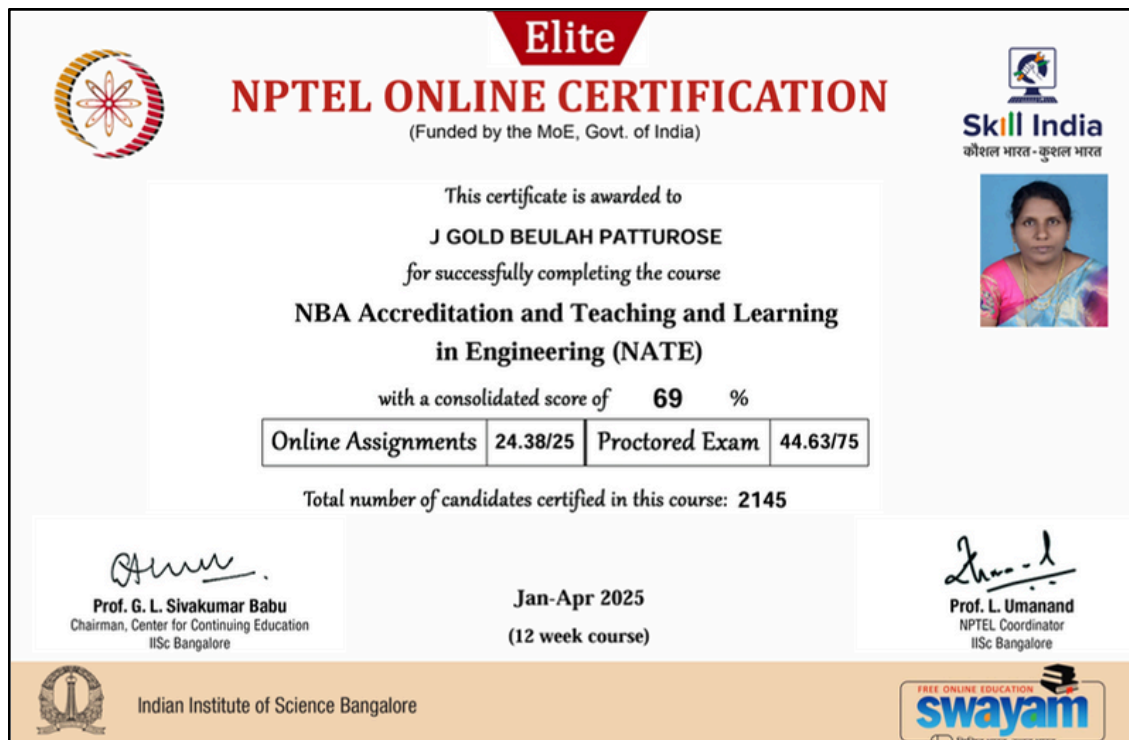 Elite
NPTEL ONLINE CERTIFICATION
(Funded by the MoE, Govt. of India)
Skill India
कौशल भारत - कुशल भारत
This certificate is awarded to
J GOLD BEULAH PATTUROSE
for successfully completing the course
NBA Accreditation and Teaching and Learning
in Engineering (NATE)
with a consolidated score of 69 %
Online Assignments 24.38/25 Proctored Exam 44.63/75
Total number of candidates certified in this course: 2145
Prof. G. L. Sivakumar Babu
Chairman, Center for Continuing Education
IISc Bangalore
Jan-Apr 2025
(12 week course)
Prof. L. Umanand
NPTEL Coordinator
IISc Bangalore
Indian Institute of Science Bangalore
FREE ONLINE EDUCATION
swayam